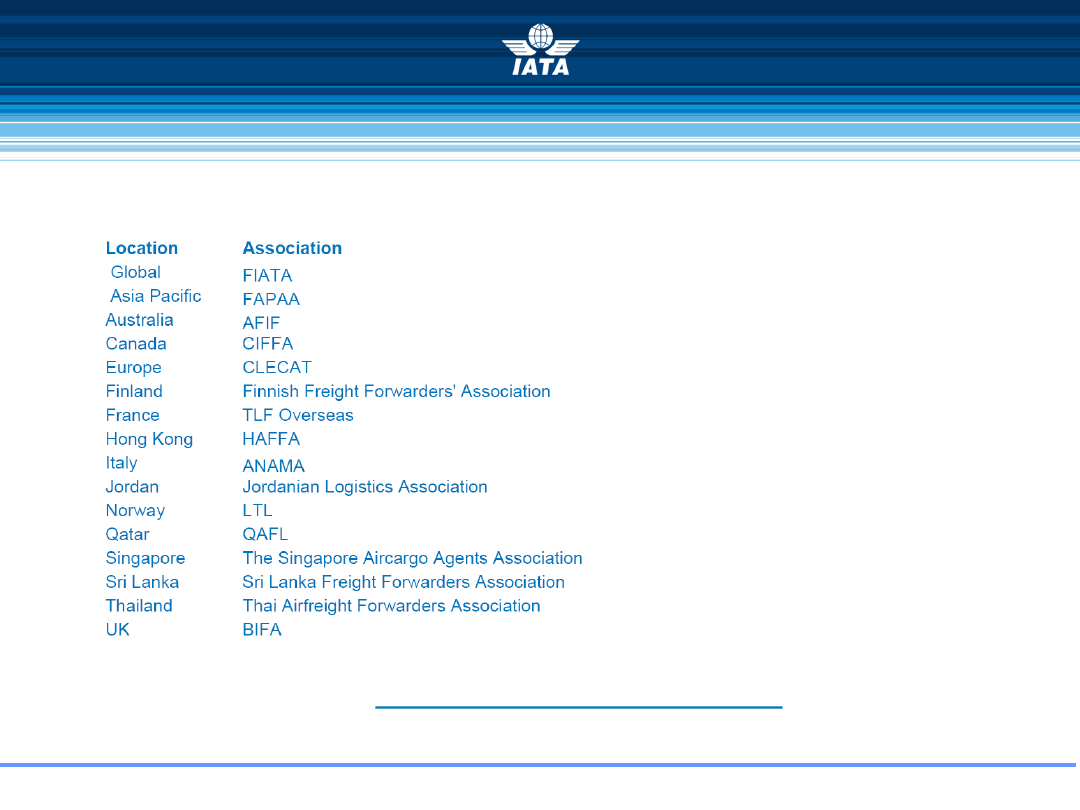 IATA
Location Association
Global FIATA
Asia Pacific FAPAA
Australia AFIF
Canada CIFFA
Europe CLECAT
Finland Finnish Freight Forwarders' Association
France TLF Overseas
Hong Kong HAFFA
Italy ANAMA
Jordan Jordanian Logistics Association
Norway LTL
Qatar QAFL
Singapore The Singapore Aircargo Agents Association
Sri Lanka Sri Lanka Freight Forwarders Association
Thailand Thai Airfreight Forwarders Association
UK BIFA